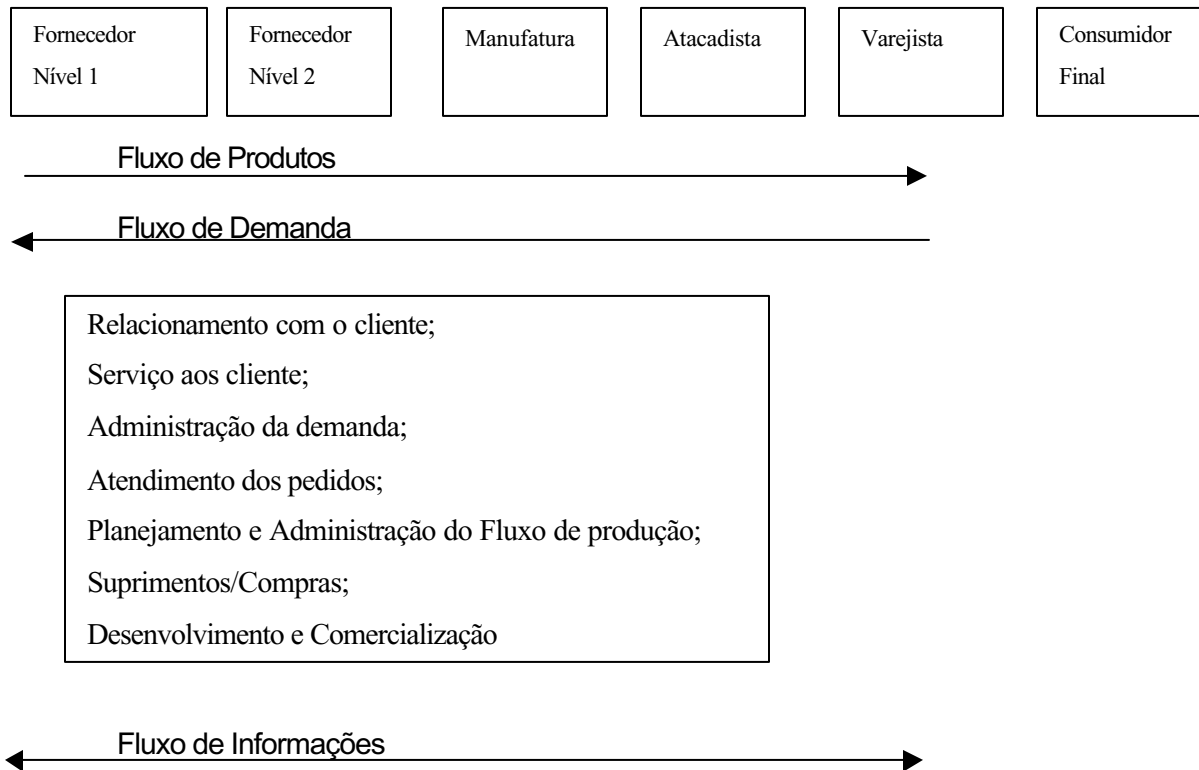 Fornecedor
Nível 1
Fornecedor
Nível 2
Manufatura
Atacadista
Varejista
Consumidor
Final
Fluxo de Produtos
Fluxo de Demanda
Relacionamento com o cliente;
Serviço aos cliente;
Administração da demanda;
Atendimento dos pedidos;
Planejamento e Administração do Fluxo de produção;
Suprimentos/Compras;
Desenvolvimento e Comercialização
Fluxo de Informações